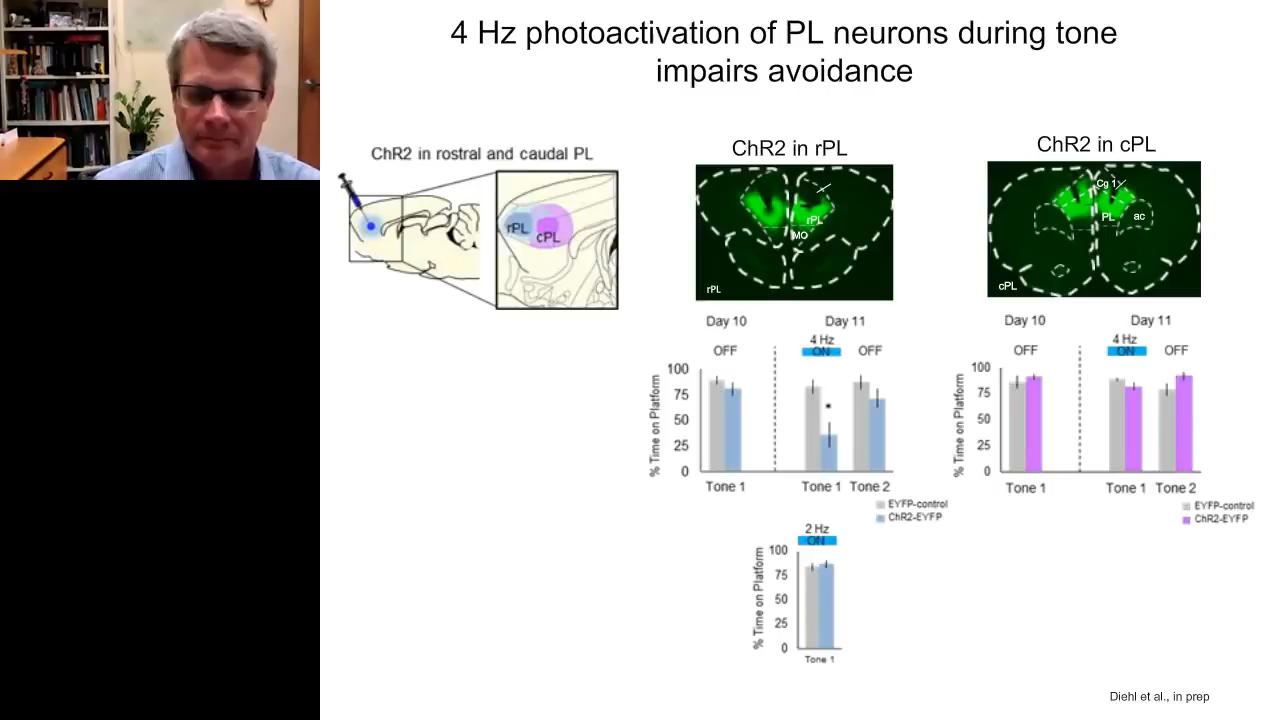 4 Hz photoactivation of PL neurons during tone
impairs avoidance
ChR2 in rostral and caudal PL
rPL
cPL
ChR2 in rPL
rPL
MO
rPL
ChR2 in cPL
Cg 1
PL
ac
cPL
Day 10
Day 11
OFF
4 Hz
ON
OFF
% Time on Platform
100
75
50
25
0
*
Tone 1
Tone 1
Tone 2
EYFP-control
ChR2-EYFP
Day 10
Day 11
OFF
4 Hz
ON
OFF
% Time on Platform
100
75
50
25
0
Tone 1
Tone 1
Tone 2
EYFP-control
ChR2-EYFP
2 Hz
ON
% Time on Platform
100
75
50
25
0
Tone 1
Diehl et al., in prep